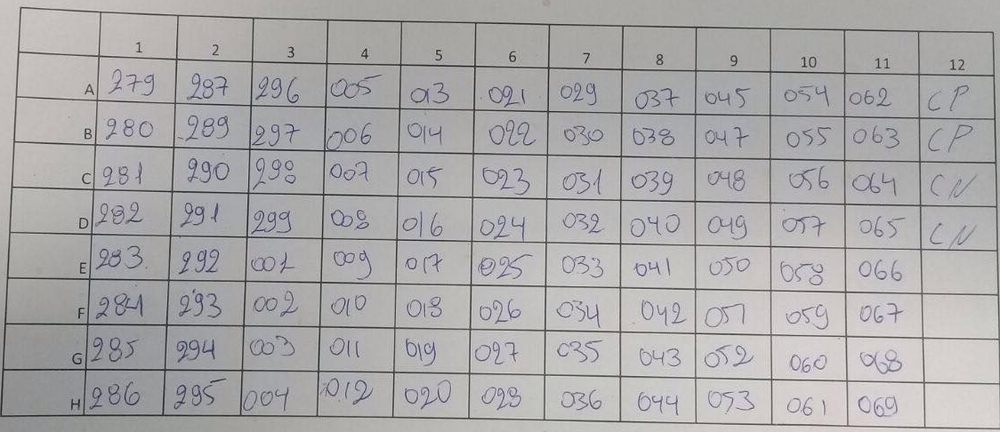 1 2 3 4 5 6 7 8 9 10 11 12
A 279 287 296 005 013 021 029 037 045 054 062 CP
B 280 289 297 006 014 022 030 038 047 055 063 CP
C 281 290 298 007 015 023 031 039 048 056 064 CN
D 282 291 299 008 016 024 032 040 049 057 065 CN
E 283 292 001 009 017 025 033 041 050 058 066
F 284 293 002 010 018 026 034 042 051 059 067
G 285 294 003 011 019 027 035 043 052 060 068
H 286 295 004 012 020 028 036 044 053 061 069